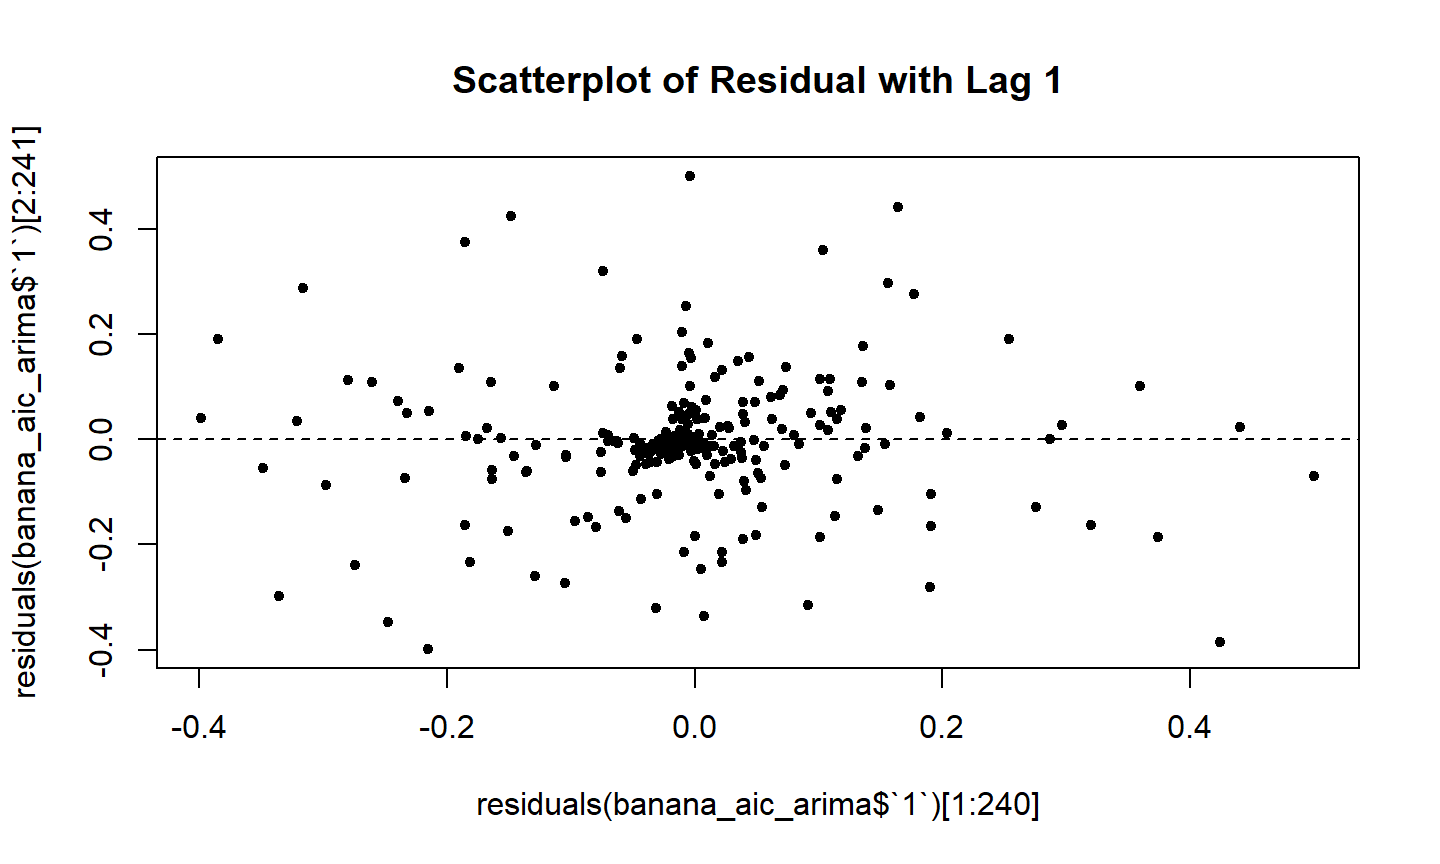 Scatterplot of Residual with Lag 1
residuals(banana_aic_arima$`1`)[2:241]
0.4
0.2
0.0
-0.2
-0.4
-0.4 -0.2 0.0 0.2 0.4
residuals(banana_aic_arima$`1`)[1:240]